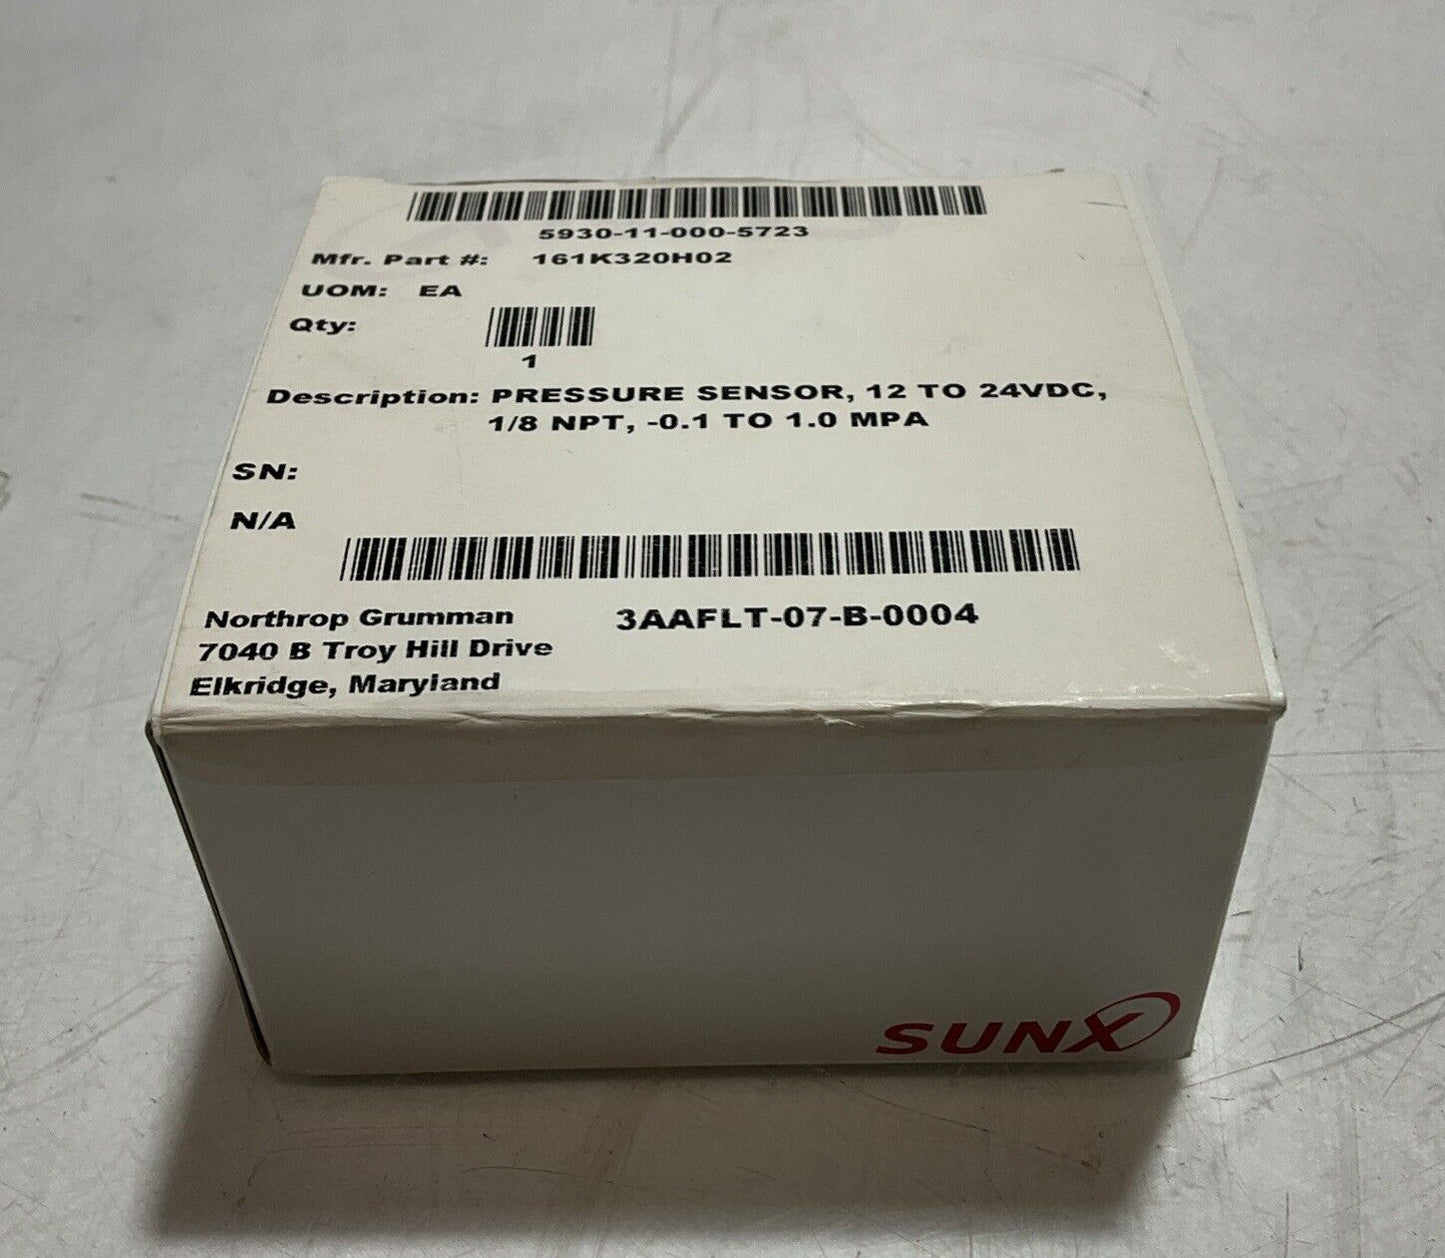 5930-11-000-5723
Mfr. Part #: 161K320H02
UOM: EA
Qty:
1
Description: PRESSURE SENSOR, 12 TO 24VDC,
1/8 NPT, -0.1 TO 1.0 MPA
SN:
N/A
Northrop Grumman 3AAFLT-07-B-0004
7040 B Troy Hill Drive
Elkridge, Maryland
SUNX